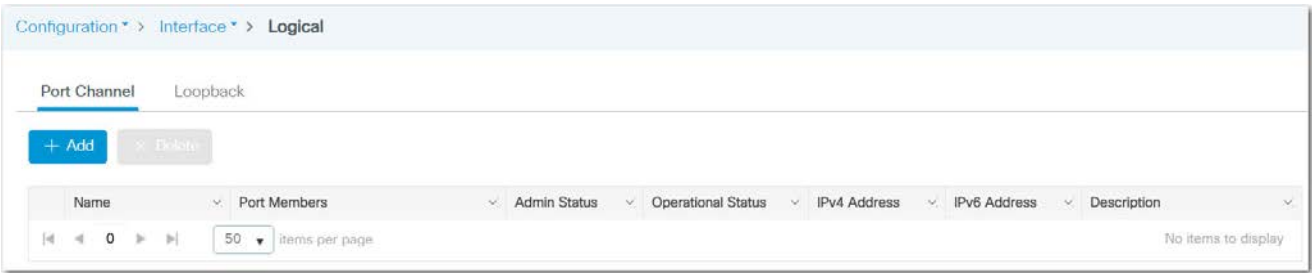 Configuration > Interface > Logical
Port Channel Loopback
+ Add × Delete
Name Port Members Admin Status Operational Status IPv4 Address IPv6 Address Description
0 50 items per page No items to display